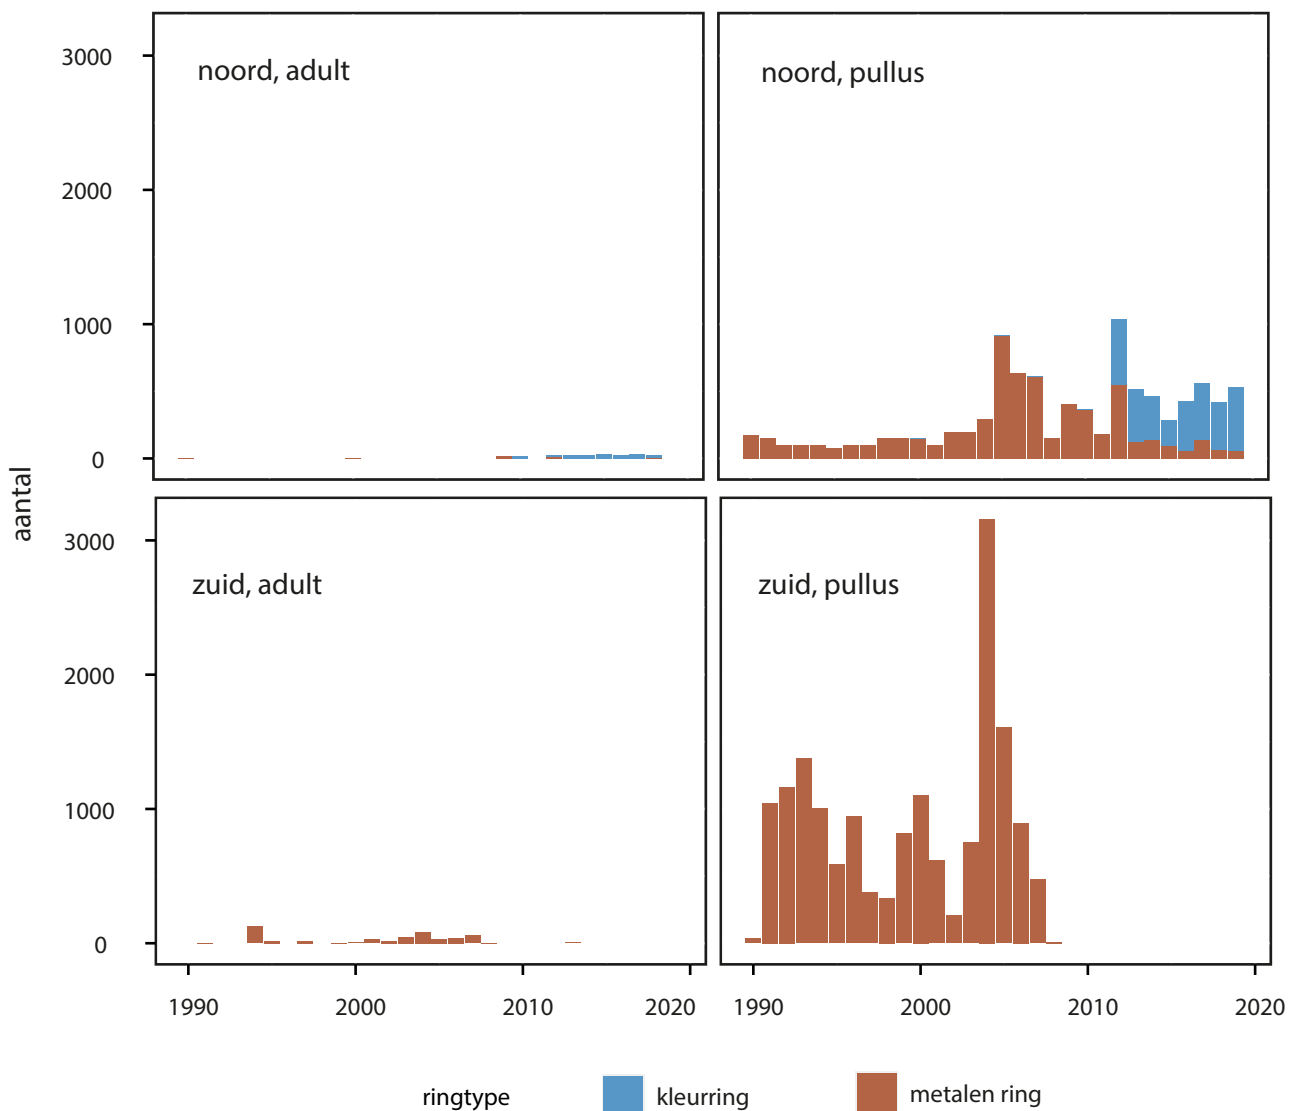 noord, adult
noord, pullus
3000
2000
1000
0
aantal
zuid, adult
zuid, pullus
3000
2000
1000
0
1990 2000 2010 2020 1990 2000 2010 2020
ringtype kleurring metalen ring